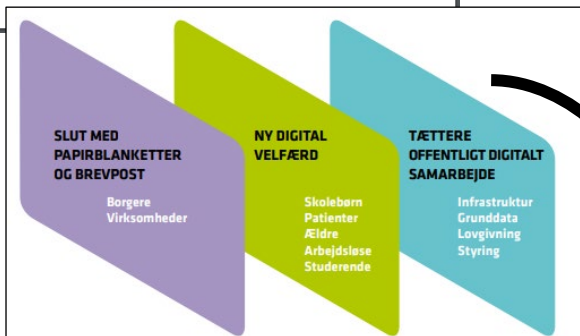 SLUT MED
PAPIRBLANKETTER
OG BREVPOST
Borgere
Virksomheder
NY DIGITAL
VELFÆRD
Skolebørn
Patienter
Ældre
Arbejdsløse
Studerende
TÆTTERE
OFFENTLIGT DIGITALT
SAMARBEJDE
Infrastruktur
Grunddata
Lovgivning
Styring